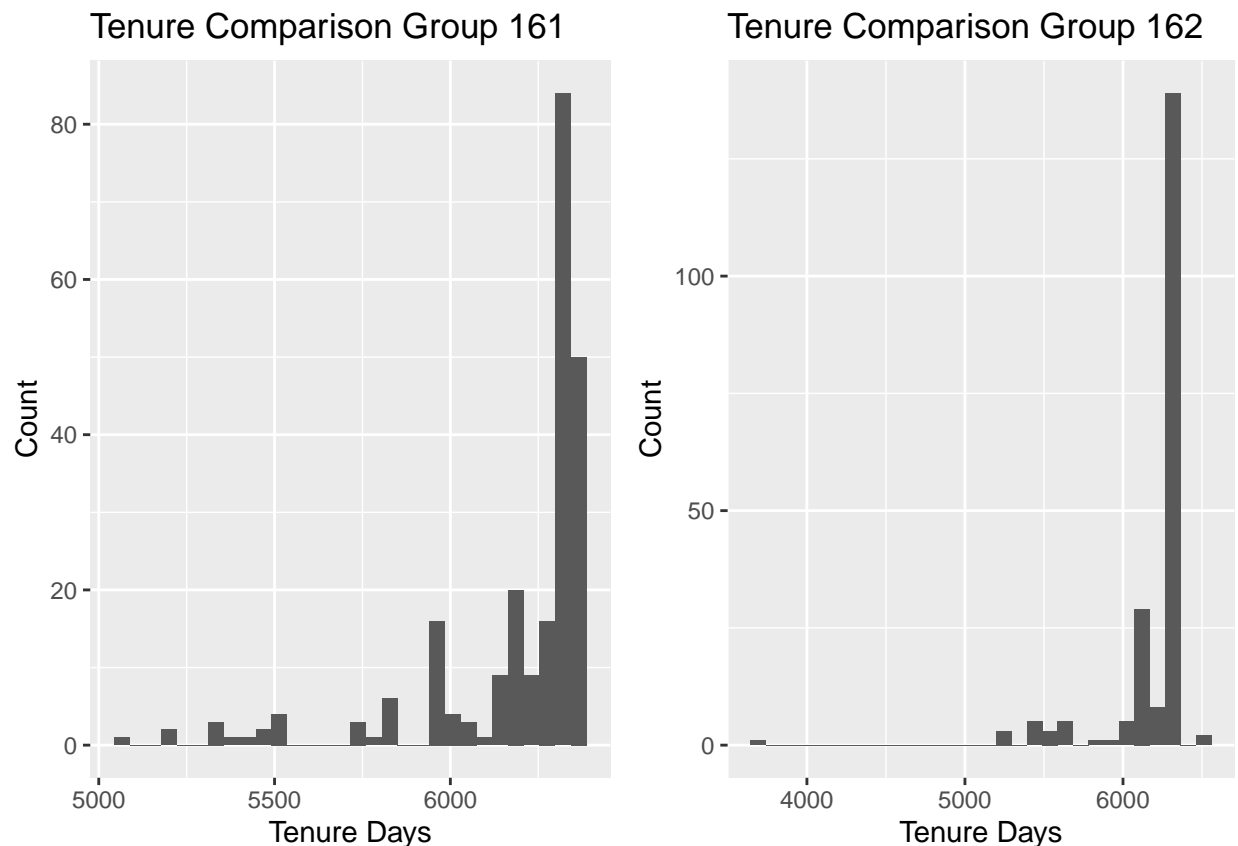 Tenure Comparison Group 161
Count
80
60
40
20
0
5000 5500 6000
Tenure Days
Tenure Comparison Group 162
Count
100
50
0
4000 5000 6000
Tenure Days